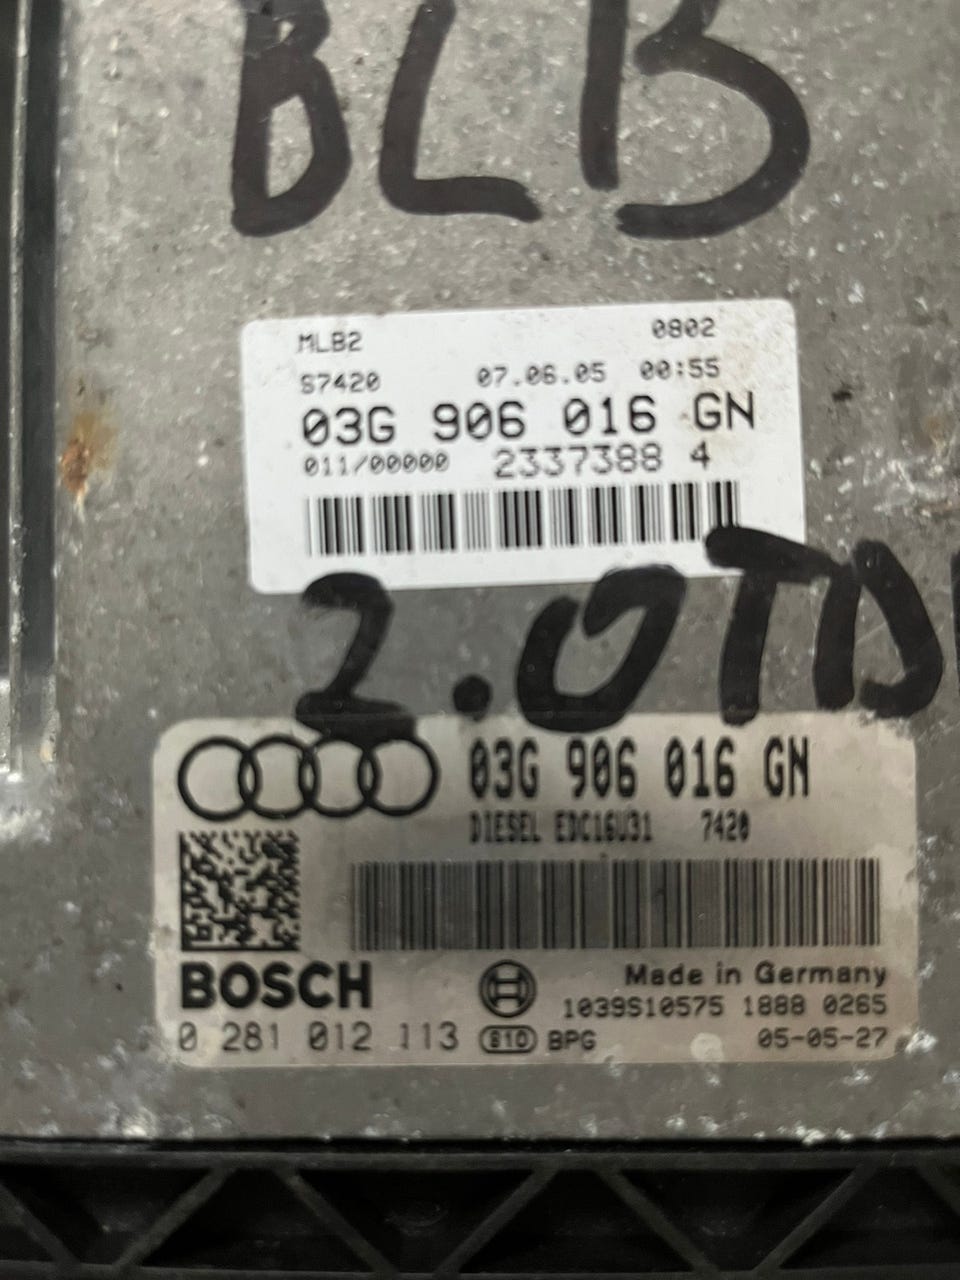 BLB
MLB2 0802
S7420 07.06.05 00:55
03G 906 016 GN
011/00000 2337388 4
2.0TDI
03G 906 016 GN
DIESEL EDC16U31 7420
BOSCH
Made in Germany
1039S10575 1888 0265
0 281 012 113 BPG 05-05-27